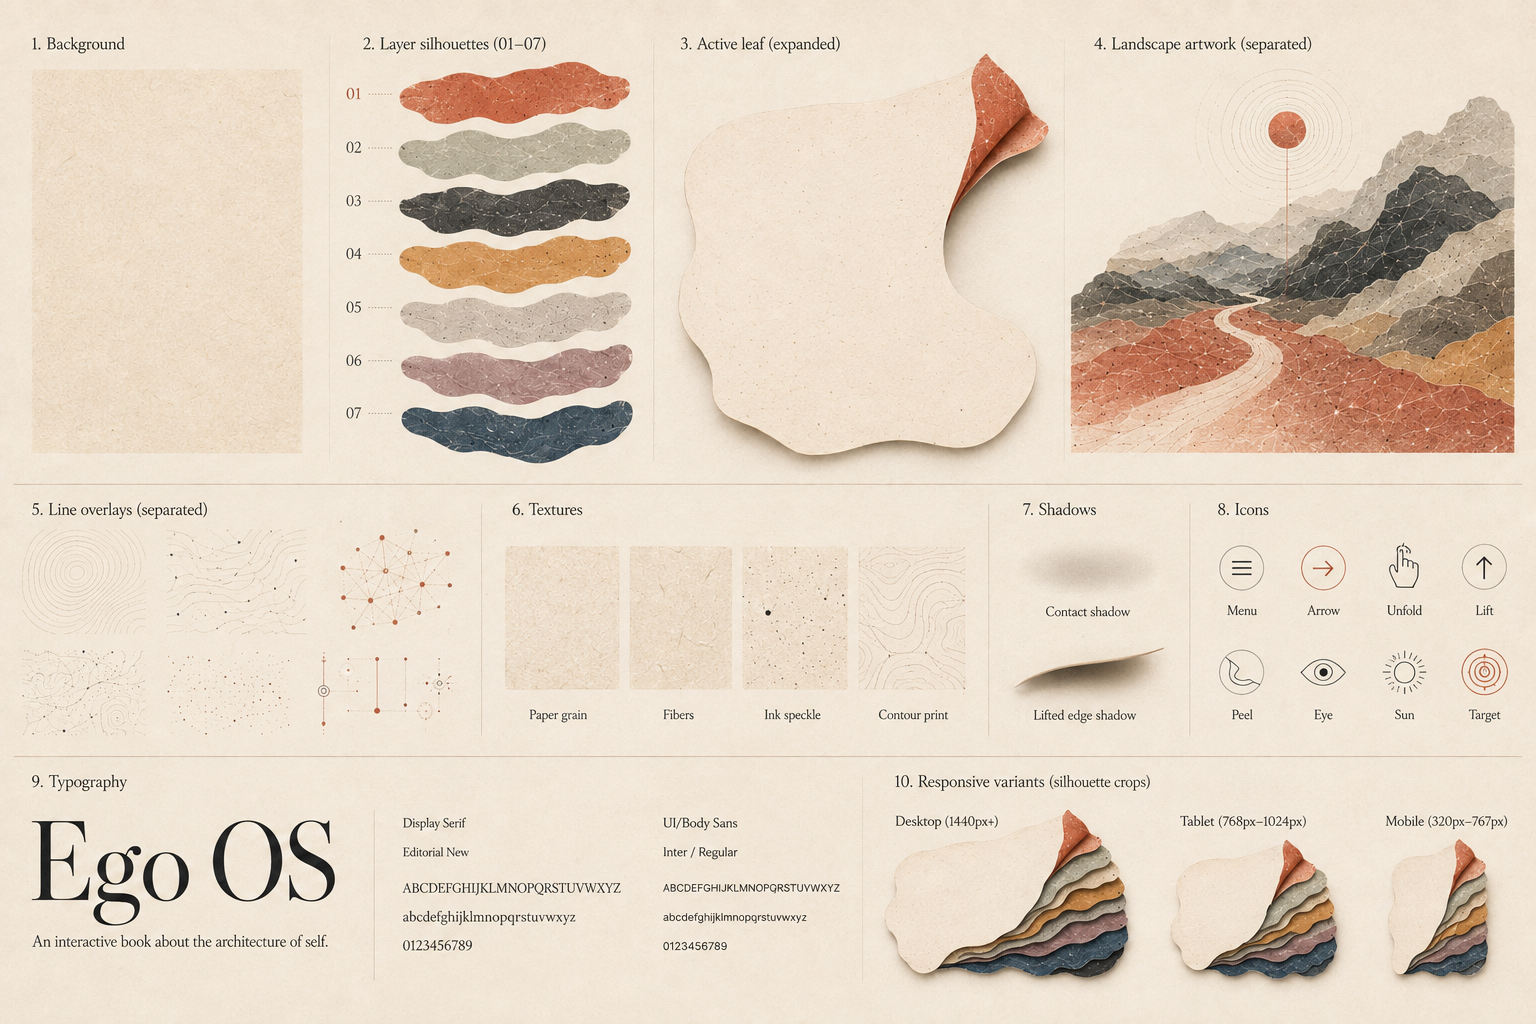 1. Background
2. Layer silhouettes (01–07)
01
02
03
04
05
06
07
3. Active leaf (expanded)
4. Landscape artwork (separated)
5. Line overlays (separated)
6. Textures
Paper grain
Fibers
Ink speckle
Contour print
7. Shadows
Contact shadow
Lifted edge shadow
8. Icons
Menu
Arrow
Unfold
Lift
Peel
Eye
Sun
Target
9. Typography
Ego OS
An interactive book about the architecture of self.
Display Serif
Editorial New
ABCDEFGHIJKLMNOPQRSTUVWXYZ
abcdefghijklmnopqrstuvwxyz
0123456789
UI/Body Sans
Inter / Regular
ABCDEFGHIJKLMNOPQRSTUVWXYZ
abcdefghijklmnopqrstuvwxyz
0123456789
10. Responsive variants (silhouette crops)
Desktop (1440px+)
Tablet (768px–1024px)
Mobile (320px–767px)